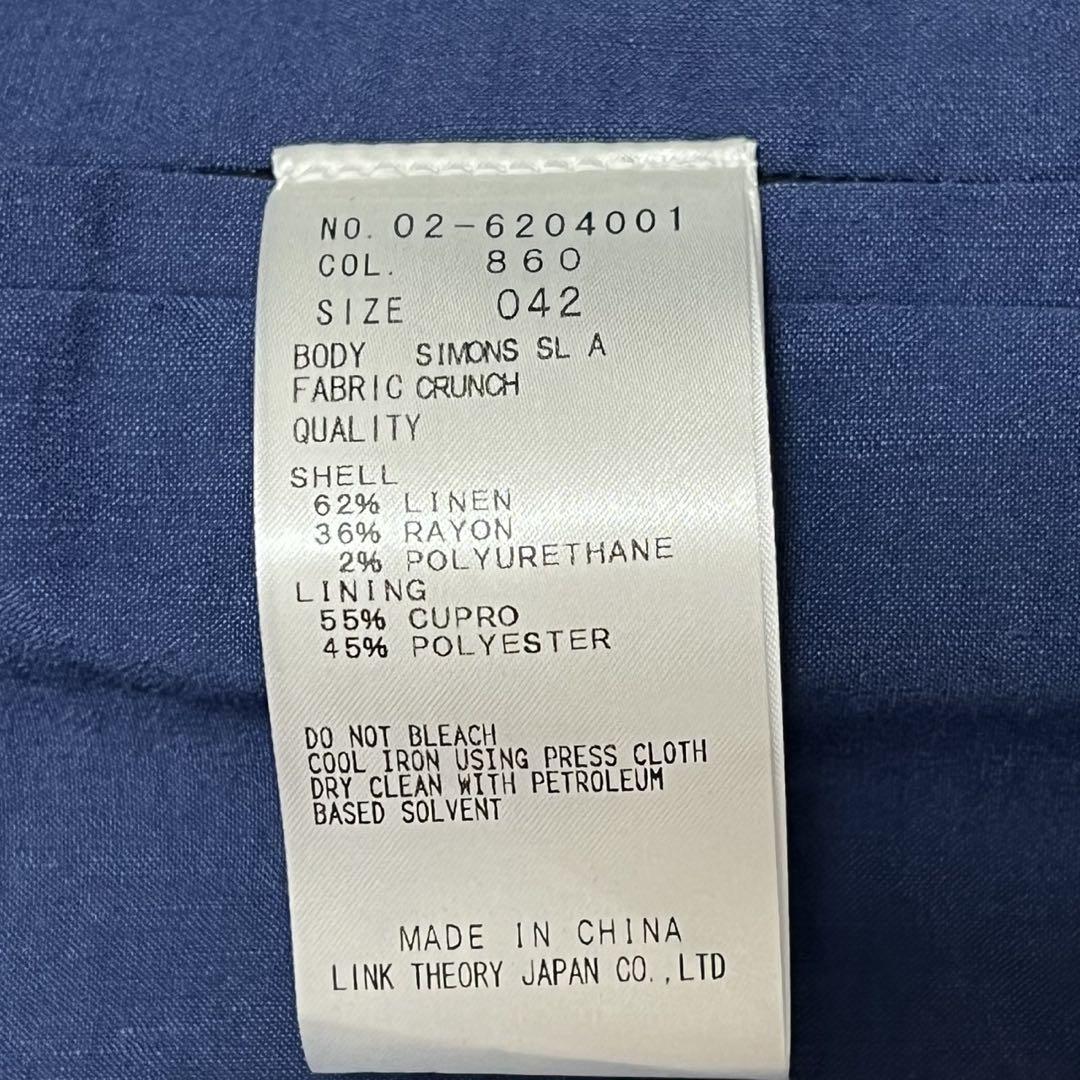 NO. 02-6204001
COL. 860
SIZE 042
BODY SIMONS SL A
FABRIC CRUNCH
QUALITY
SHELL
62% LINEN
36% RAYON
2% POLYURETHANE
LINING
55% CUPRO
45% POLYESTER
DO NOT BLEACH
COOL IRON USING PRESS CLOTH
DRY CLEAN WITH PETROLEUM
BASED SOLVENT
MADE IN CHINA
LINK THEORY JAPAN CO.,LTD